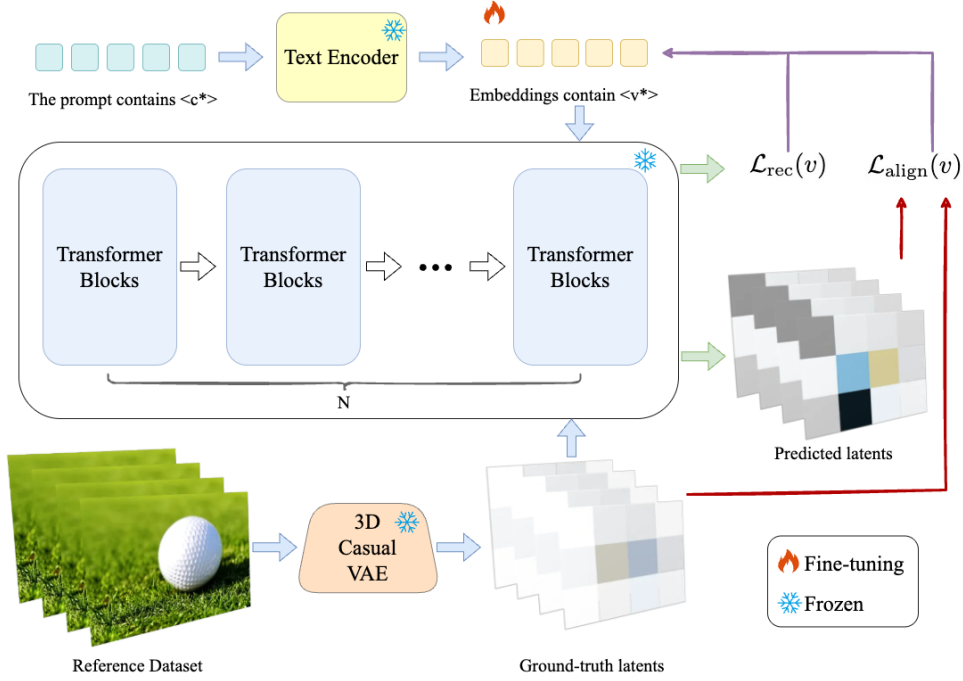 Text Encoder
The prompt contains <c*>
Embeddings contain <v*>
ℒrec(v)
ℒalign(v)
Transformer
Blocks
Transformer
Blocks
•••
Transformer
Blocks
N
Predicted latents
3D
Casual
VAE
Fine-tuning
Frozen
Reference Dataset
Ground-truth latents